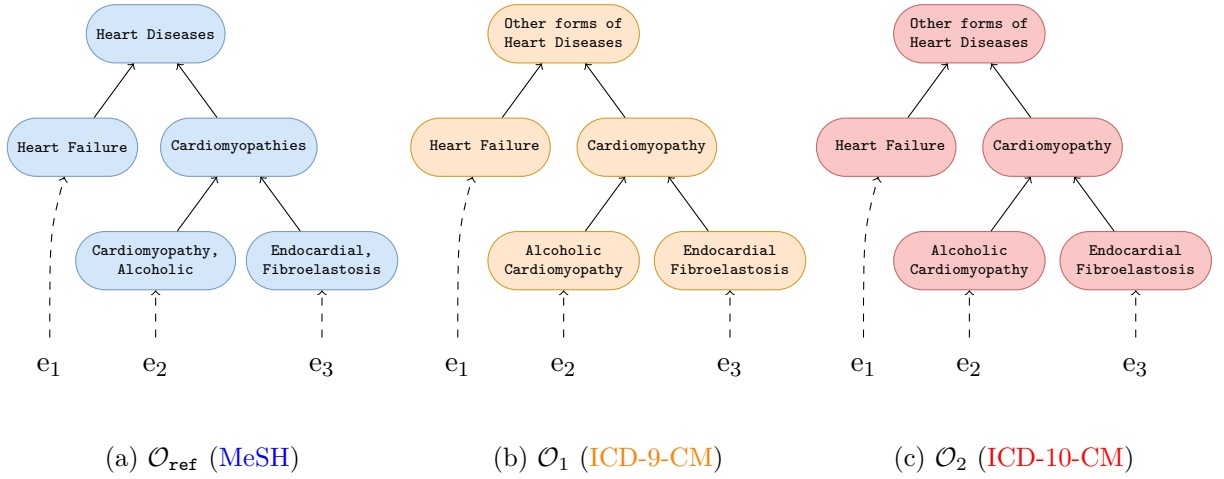 Heart Diseases
Heart Failure
Cardiomyopathies
Cardiomyopathy,
Alcoholic
Endocardial,
Fibroelastosis
e₁
e₂
e₃
(a) 𝒪ref (MeSH)
Other forms of
Heart Diseases
Heart Failure
Cardiomyopathy
Alcoholic
Cardiomyopathy
Endocardial
Fibroelastosis
e₁
e₂
e₃
(b) 𝒪₁ (ICD-9-CM)
Other forms of
Heart Diseases
Heart Failure
Cardiomyopathy
Alcoholic
Cardiomyopathy
Endocardial
Fibroelastosis
e₁
e₂
e₃
(c) 𝒪₂ (ICD-10-CM)